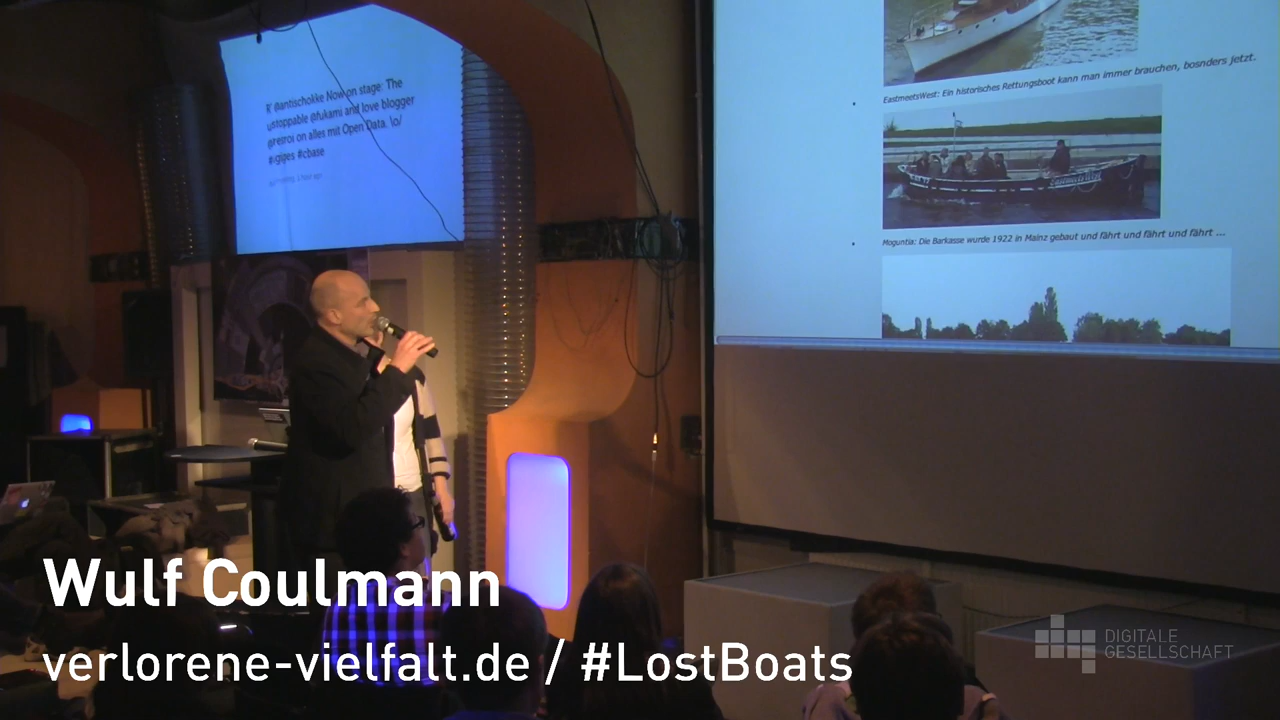 R' @antischokke Now on stage: The
unstoppable @fukami and love blogger
on alles mit Open Data. \o/
#cbase
EastmeetsWest: Ein historisches Rettungsboot kann man immer brauchen, bosnders jetzt.
Moguntia: Die Barkasse wurde 1922 in Mainz gebaut und fährt und fährt und fährt ...
Wulf Coulmann
verlorene-vielfalt.de / #LostBoats
DIGITALE
GESELLSCHAFT